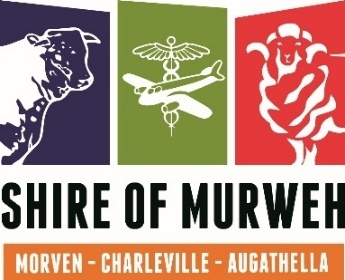 SHIRE OF MURWEH
MORVEN - CHARLEVILLE - AUGATHELLA